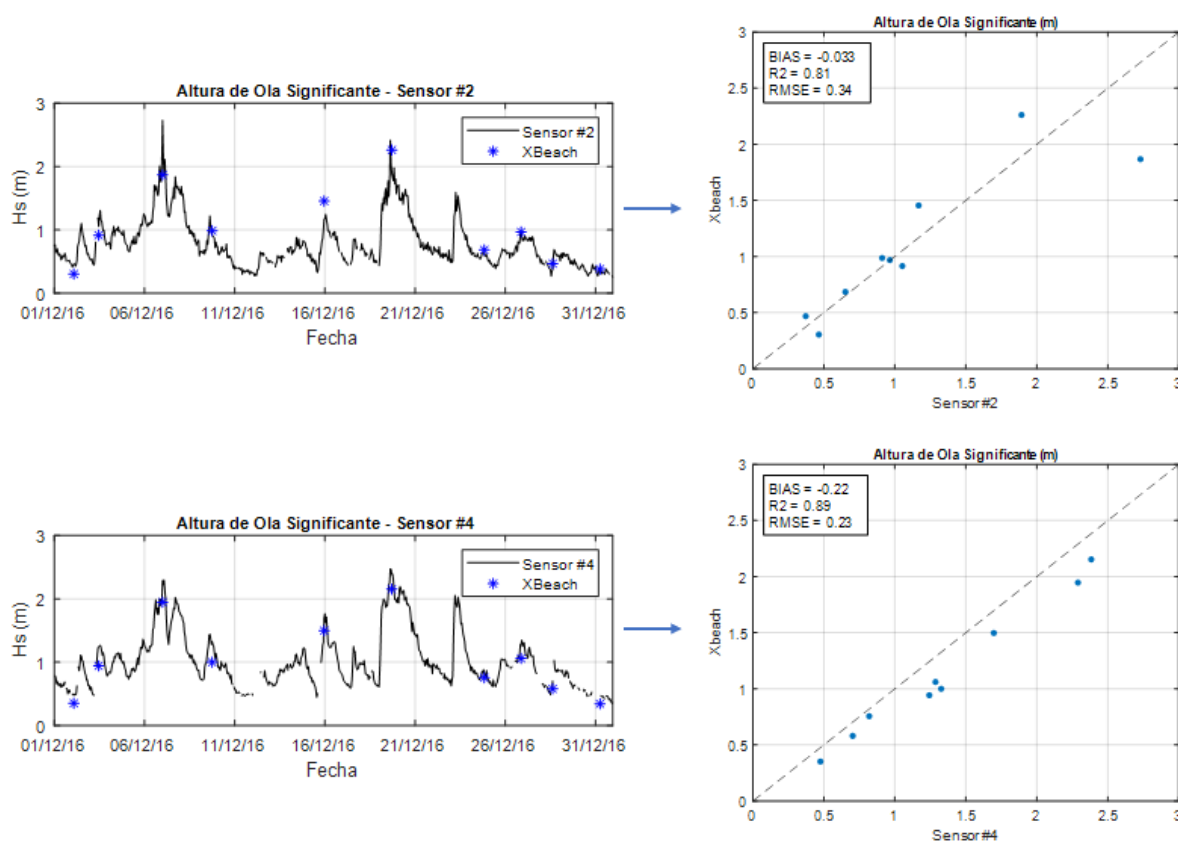 Altura de Ola Significante - Sensor #2
3
2
1
0
Hs (m)
Sensor #2
XBeach
01/12/16 06/12/16 11/12/16 16/12/16 21/12/16 26/12/16 31/12/16
Fecha
Altura de Ola Significante (m)
BIAS = -0.033
R2 = 0.81
RMSE = 0.34
3
2.5
2
1.5
1
0.5
0
Xbeach
0 0.5 1 1.5 2 2.5 3
Sensor #2
Altura de Ola Significante - Sensor #4
3
2
1
0
Hs (m)
Sensor #4
XBeach
01/12/16 06/12/16 11/12/16 16/12/16 21/12/16 26/12/16 31/12/16
Fecha
Altura de Ola Significante (m)
BIAS = -0.22
R2 = 0.89
RMSE = 0.23
3
2.5
2
1.5
1
0.5
0
Xbeach
0 0.5 1 1.5 2 2.5 3
Sensor #4